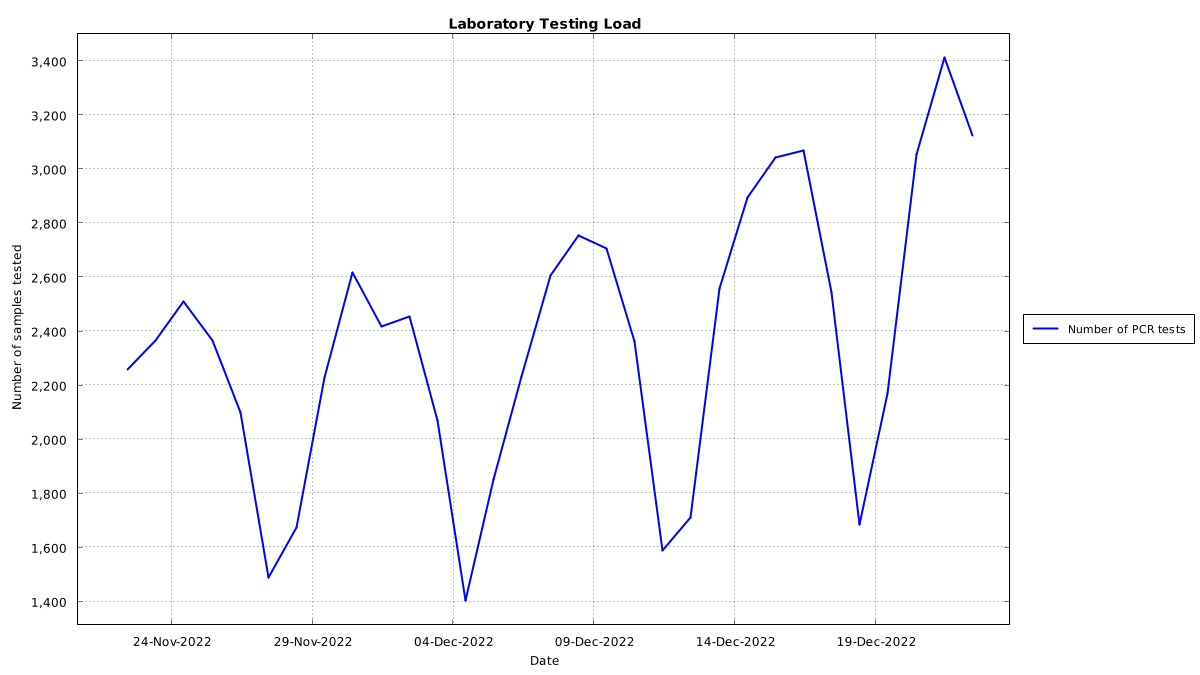 Laboratory Testing Load
3,400
3,200
3,000
2,800
2,600
2,400
2,200
2,000
1,800
1,600
1,400
Number of samples tested
24-Nov-2022
29-Nov-2022
04-Dec-2022
09-Dec-2022
14-Dec-2022
19-Dec-2022
Date
Number of PCR tests